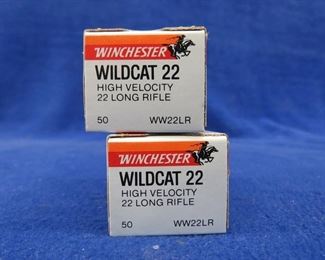 WINCHESTER
WILDCAT 22
HIGH VELOCITY
22 LONG RIFLE
50 WW22LR
WINCHESTER
WILDCAT 22
HIGH VELOCITY
22 LONG RIFLE
50 WW22LR